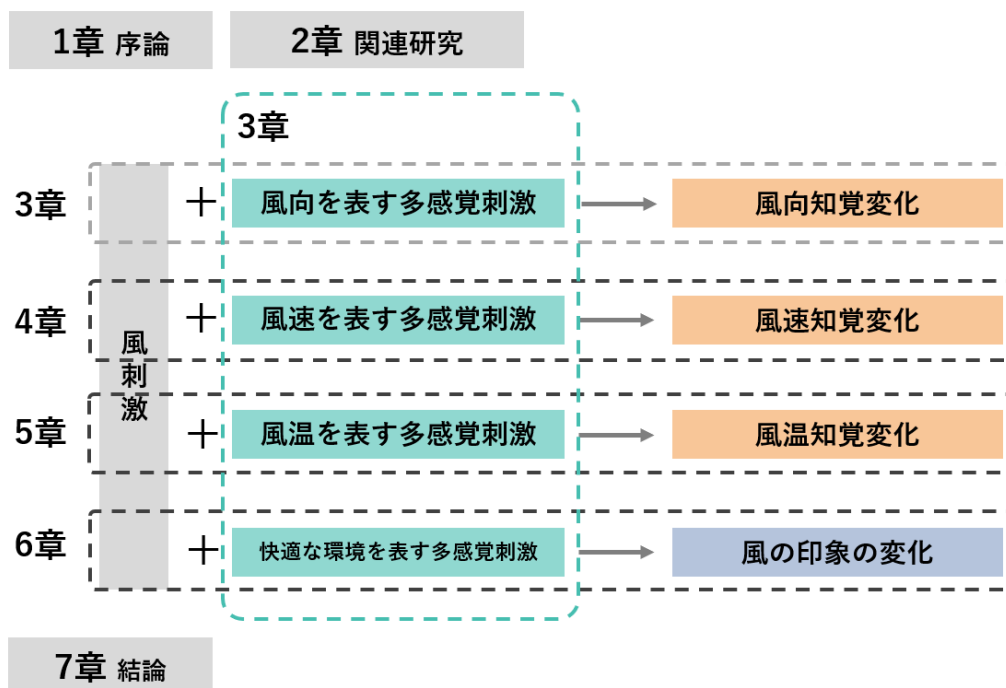 1章 序論
2章 関連研究
3章
3章
+
風向を表す多感覚刺激
風向知覚変化
4章
+
風速を表す多感覚刺激
風速知覚変化
風刺激
5章
+
風温を表す多感覚刺激
風温知覚変化
6章
+
快適な環境を表す多感覚刺激
風の印象の変化
7章 結論